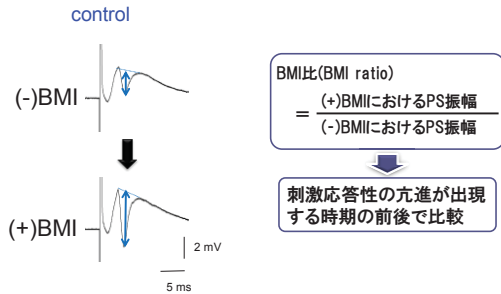 control
(-)BMI
(+)BMI
2 mV
5 ms
BMI比(BMI ratio)
= (+)BMIにおけるPS振幅
(-)BMIにおけるPS振幅
刺激応答性の亢進が出現
する時期の前後で比較